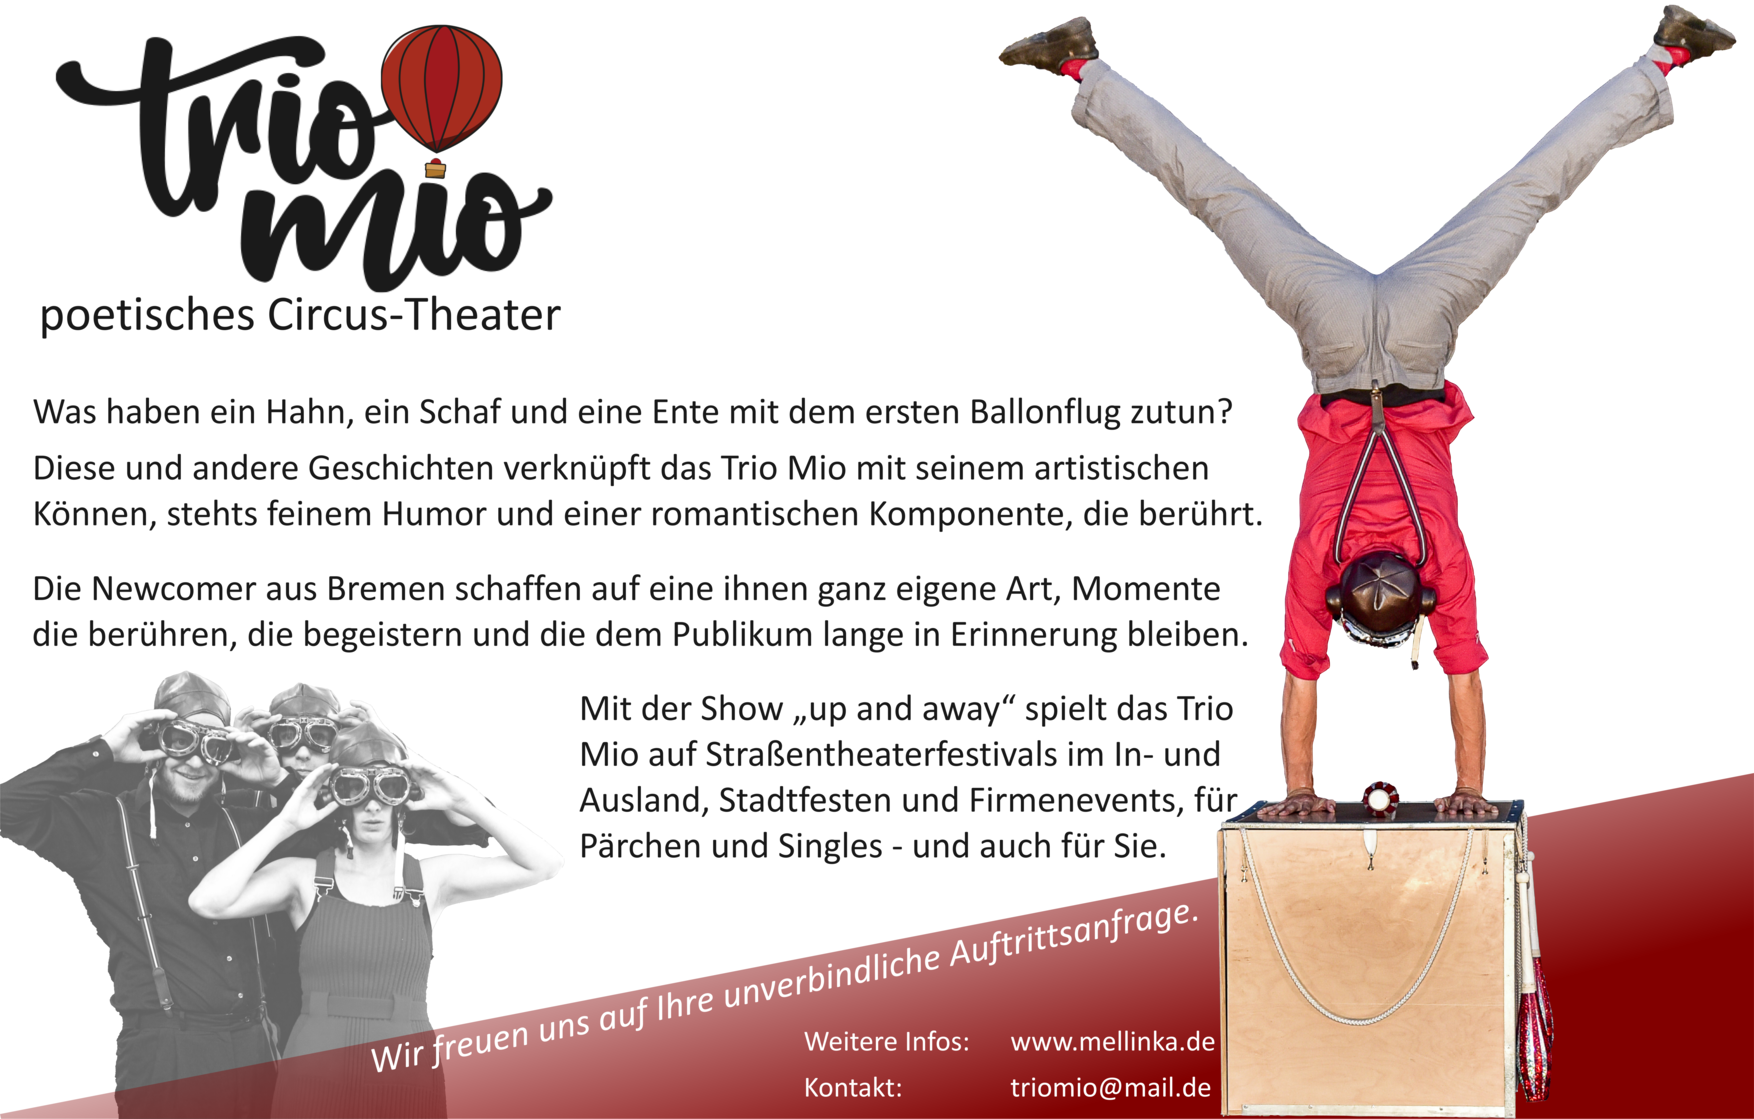 trio
mio
poetisches Circus-Theater
Was haben ein Hahn, ein Schaf und eine Ente mit dem ersten Ballonflug zutun?
Diese und andere Geschichten verknüpft das Trio Mio mit seinem artistischen
Können, stehts feinem Humor und einer romantischen Komponente, die berührt.
Die Newcomer aus Bremen schaffen auf eine ihnen ganz eigene Art, Momente
die berühren, die begeistern und die dem Publikum lange in Erinnerung bleiben.
Mit der Show „up and away“ spielt das Trio
Mio auf Straßentheaterfestivals im In- und
Ausland, Stadtfesten und Firmenevents, für
Pärchen und Singles - und auch für Sie.
Wir freuen uns auf Ihre unverbindliche Auftrittsanfrage.
Weitere Infos: www.mellinka.de
Kontakt: triomio@mail.de